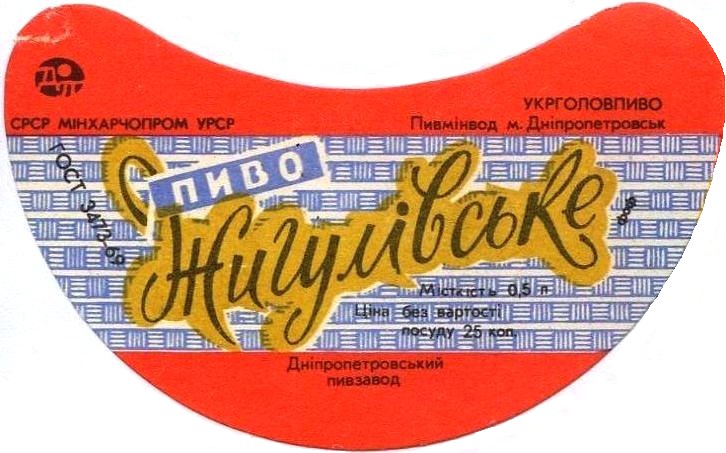 УКРГОЛОВПИВО
СРСР МІНХАРЧОПРОМ УРСР
Пивмінвод м. Дніпропетровськ
ГОСТ 3473-69
ПИВО
Жигулівське
Місткість 0,5 л
Ціна без вартості
посуду 25 коп.
Дніпропетровський
пивзавод